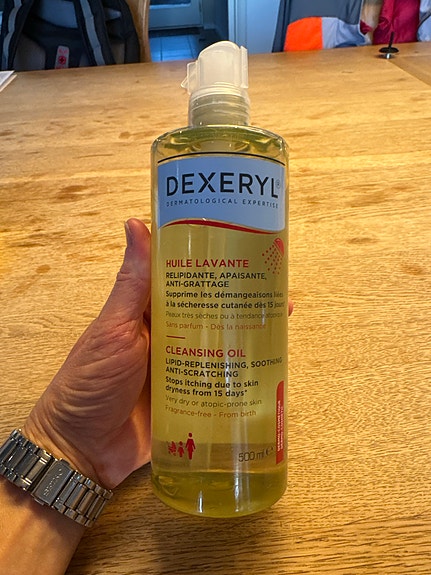 DEXERYL®
DERMATOLOGICAL EXPERTISE
HUILE LAVANTE
RELIPIDANTE, APAISANTE,
ANTI-GRATTAGE
Supprime les démangeaisons liées
à la sécheresse cutanée dès 15 jours*
Peaux très sèches ou à tendance atopique
Sans parfum - Dès la naissance
CLEANSING OIL
LIPID-REPLENISHING, SOOTHING,
ANTI-SCRATCHING
Stops itching due to skin
dryness from 15 days*
Very dry or atopic-prone skin
Fragrance-free - From birth
500 ml e